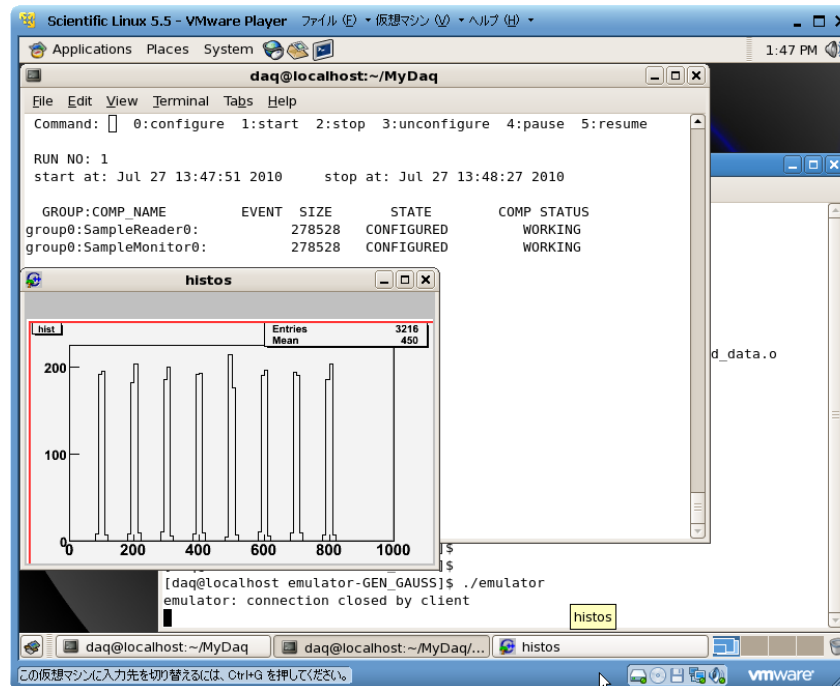 Scientific Linux 5.5 - VMware Player ファイル (F) 仮想マシン (V) ヘルプ (H)
Applications Places System 1:47 PM
daq@localhost:~/MyDaq
File Edit View Terminal Tabs Help
Command: 0:configure 1:start 2:stop 3:unconfigure 4:pause 5:resume
RUN NO: 1
start at: Jul 27 13:47:51 2010 stop at: Jul 27 13:48:27 2010
GROUP:COMP_NAME EVENT SIZE STATE COMP STATUS
group0:SampleReader0: 278528 CONFIGURED WORKING
group0:SampleMonitor0: 278528 CONFIGURED WORKING
histos
hist
Entries 3216
Mean 450
200
100
0
0 200 400 600 800 1000
d_data.o
]$
]$
[daq@localhost emulator-GEN_GAUSS]$ ./emulator
emulator: connection closed by client
histos
daq@localhost:~/MyDaq daq@localhost:~/MyDaq/... histos
この仮想マシンに入力先を切り替えるには、Ctrl+G を押してください。 vmware